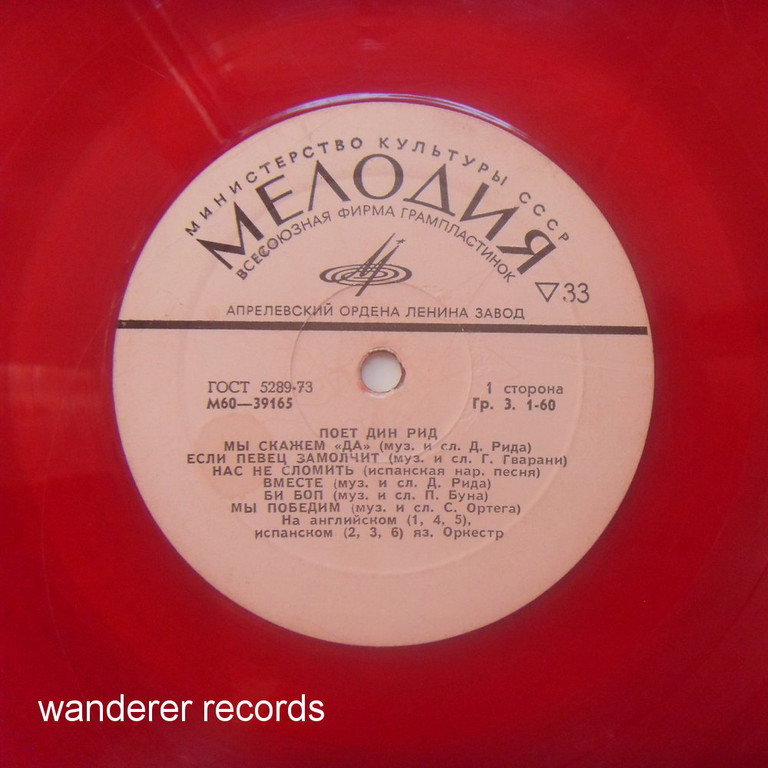 МИНИСТЕРСТВО КУЛЬТУРЫ СССР
МЕЛОДИЯ
ВСЕСОЮЗНАЯ ФИРМА ГРАМПЛАСТИНОК
▽33
АПРЕЛЕВСКИЙ ОРДЕНА ЛЕНИНА ЗАВОД
ГОСТ 5289-73 1 сторона
М60—39165 Гр. 3. 1-60
ПОЕТ ДИН РИД
МЫ СКАЖЕМ «ДА» (муз. и сл. Д. Рида)
ЕСЛИ ПЕВЕЦ ЗАМОЛЧИТ (муз. и сл. Г. Гварани)
НАС НЕ СЛОМИТЬ (испанская нар. песня)
ВМЕСТЕ (муз. и сл. Д. Рида)
БИ БОП (муз. и сл. П. Буна)
МЫ ПОБЕДИМ (муз. и сл. С. Ортега)
На английском (1, 4, 5),
испанском (2, 3, 6) яз. Оркестр
wanderer records